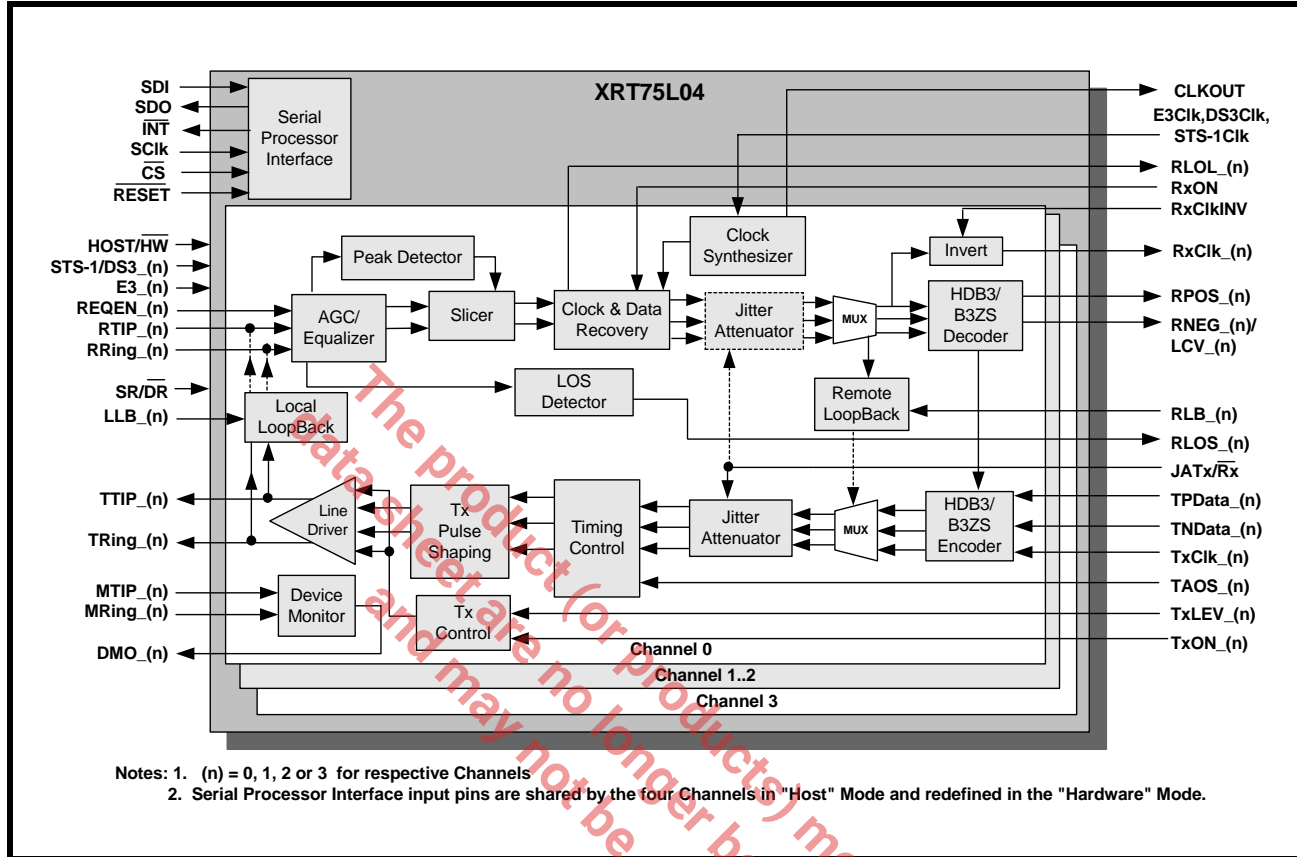 XRT75L04
SDI
SDO
INT
SClk
CS
RESET
Serial
Processor
Interface
CLKOUT
E3Clk,DS3Clk,
STS-1Clk
RLOL_(n)
RxON
RxClkINV
HOST/HW
STS-1/DS3_(n)
E3_(n)
REQEN_(n)
RTIP_(n)
RRing_(n)
SR/DR
LLB_(n)
Peak Detector
AGC/
Equalizer
Slicer
Clock & Data
Recovery
Clock
Synthesizer
Jitter
Attenuator
MUX
Invert
HDB3/
B3ZS
Decoder
RxClk_(n)
RPOS_(n)
RNEG_(n)/
LCV_(n)
LOS
Detector
Remote
LoopBack
Local
LoopBack
RLB_(n)
RLOS_(n)
JATx/Rx
TTIP_(n)
TRing_(n)
MTIP_(n)
MRing_(n)
DMO_(n)
Line
Driver
Tx
Pulse
Shaping
Timing
Control
Jitter
Attenuator
MUX
HDB3/
B3ZS
Encoder
TPData_(n)
TNData_(n)
TxClk_(n)
TAOS_(n)
TxLEV_(n)
TxON_(n)
Device
Monitor
Tx
Control
Channel 0
Channel 1..2
Channel 3
Notes: 1. (n) = 0, 1, 2 or 3 for respective Channels
2. Serial Processor Interface input pins are shared by the four Channels in "Host" Mode and redefined in the "Hardware" Mode.
The product (or products) m
data sheet are no longer b
and may not be